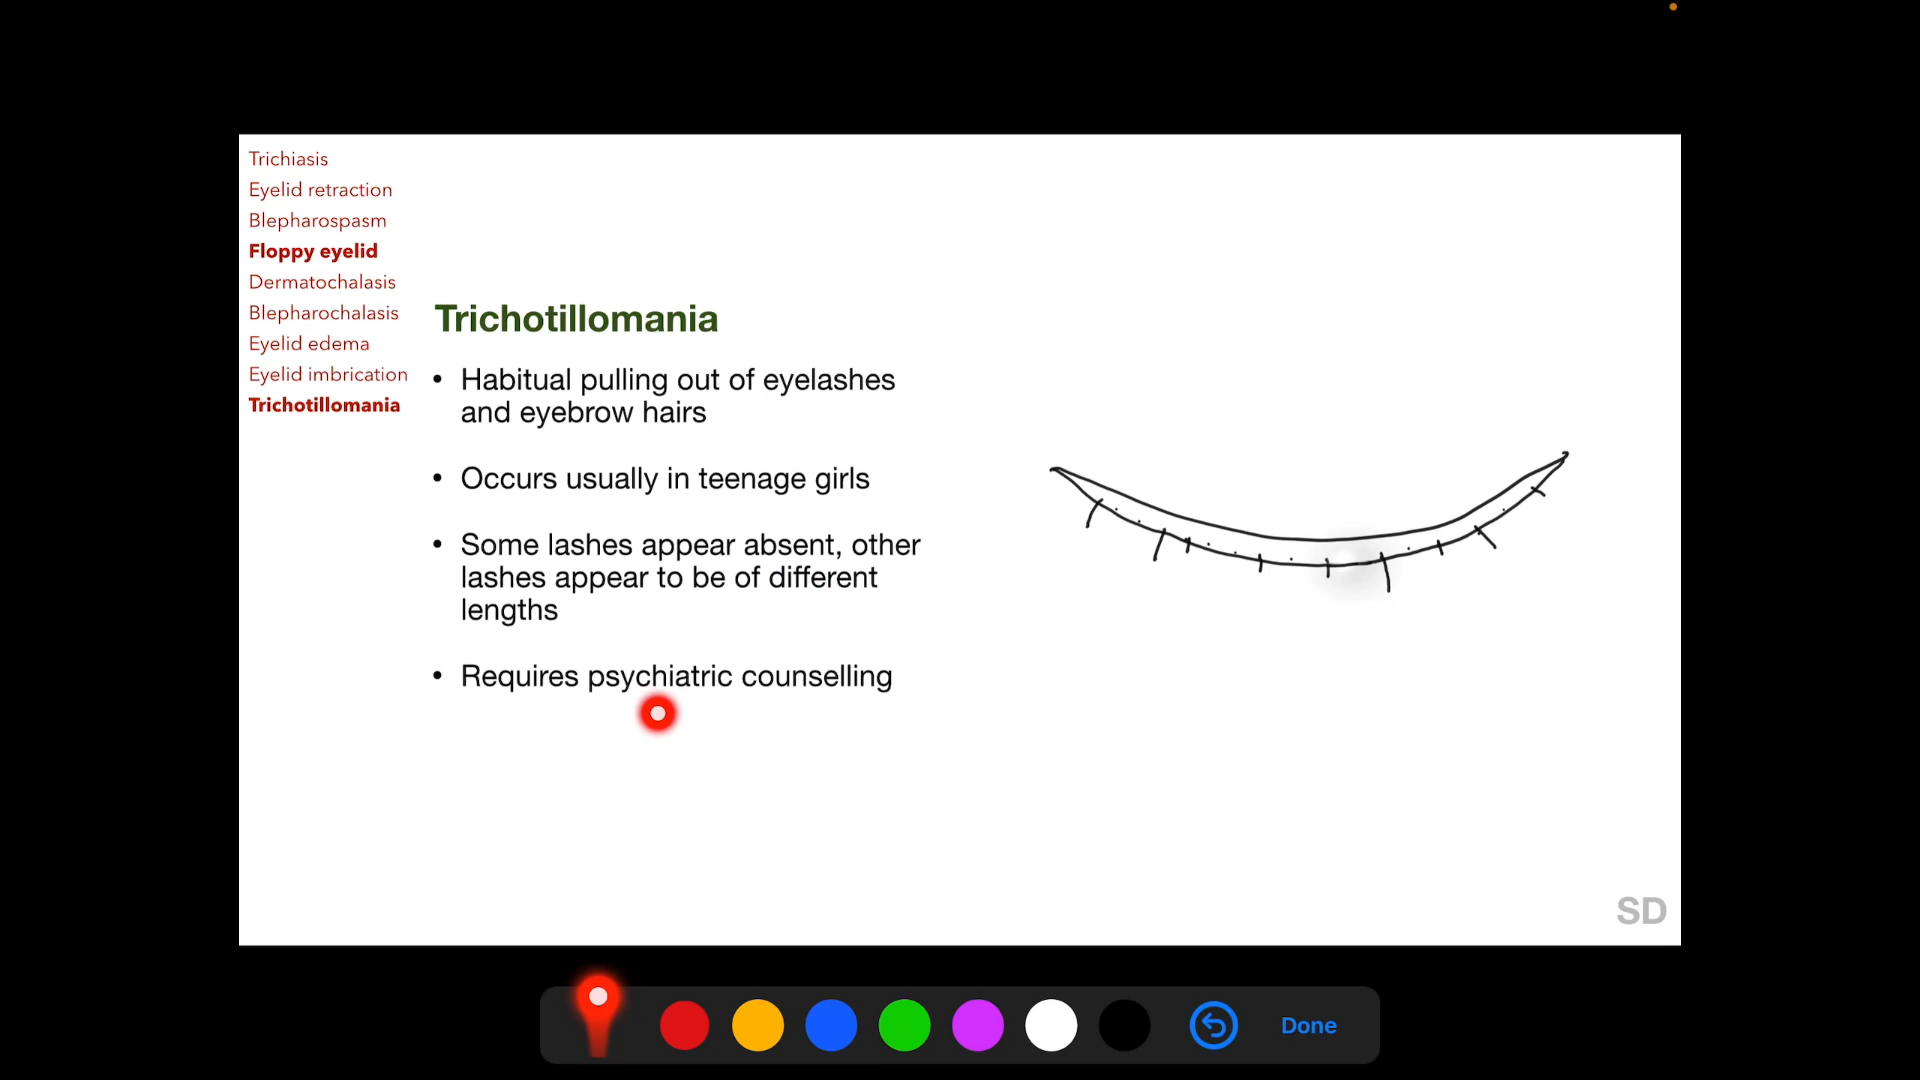 Trichiasis
Eyelid retraction
Blepharospasm
Floppy eyelid
Dermatochalasis
Blepharochalasis
Eyelid edema
Eyelid imbrication
Trichotillomania
Trichotillomania
• Habitual pulling out of eyelashes
and eyebrow hairs
• Occurs usually in teenage girls
• Some lashes appear absent, other
lashes appear to be of different
lengths
• Requires psychiatric counselling
SD
Done